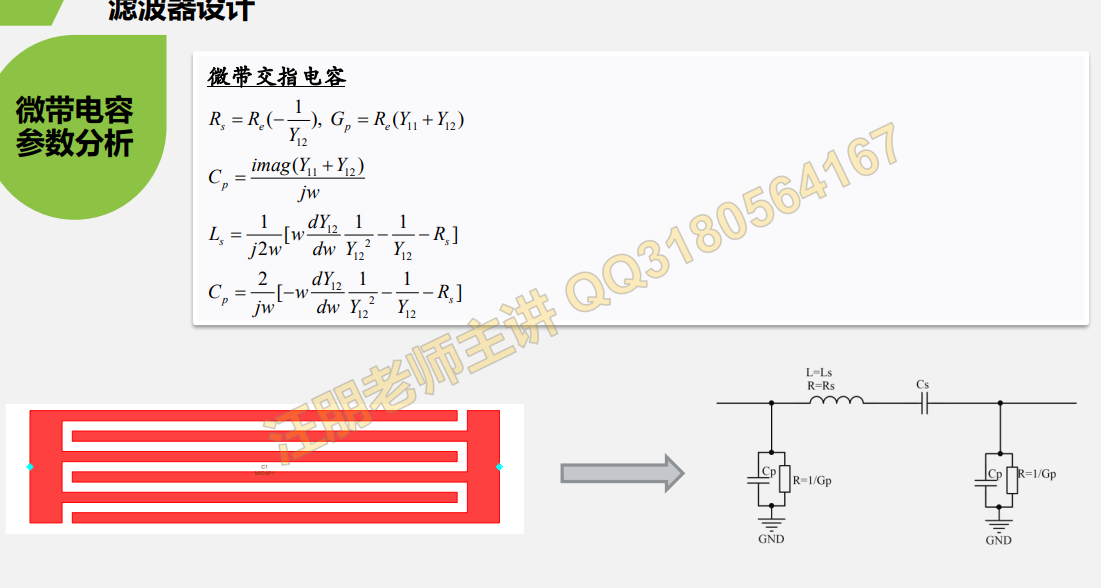 滤波器设计
微带电容
参数分析
微带交指电容
R_s = R_e(-\frac{1}{Y_{12}}), G_p = R_e(Y_{11}+Y_{12})
C_p = \frac{imag(Y_{11}+Y_{12})}{jw}
L_s = \frac{1}{j2w}[w\frac{dY_{12}}{dw}\frac{1}{Y_{12}^2}-\frac{1}{Y_{12}}-R_s]
C_p = \frac{2}{jw}[-w\frac{dY_{12}}{dw}\frac{1}{Y_{12}^2}-\frac{1}{Y_{12}}-R_s]
汪朋老师主讲 QQ3180564167
L=Ls
R=Rs
Cs
C1
Cp
R=1/Gp
Cp
R=1/Gp
GND
GND